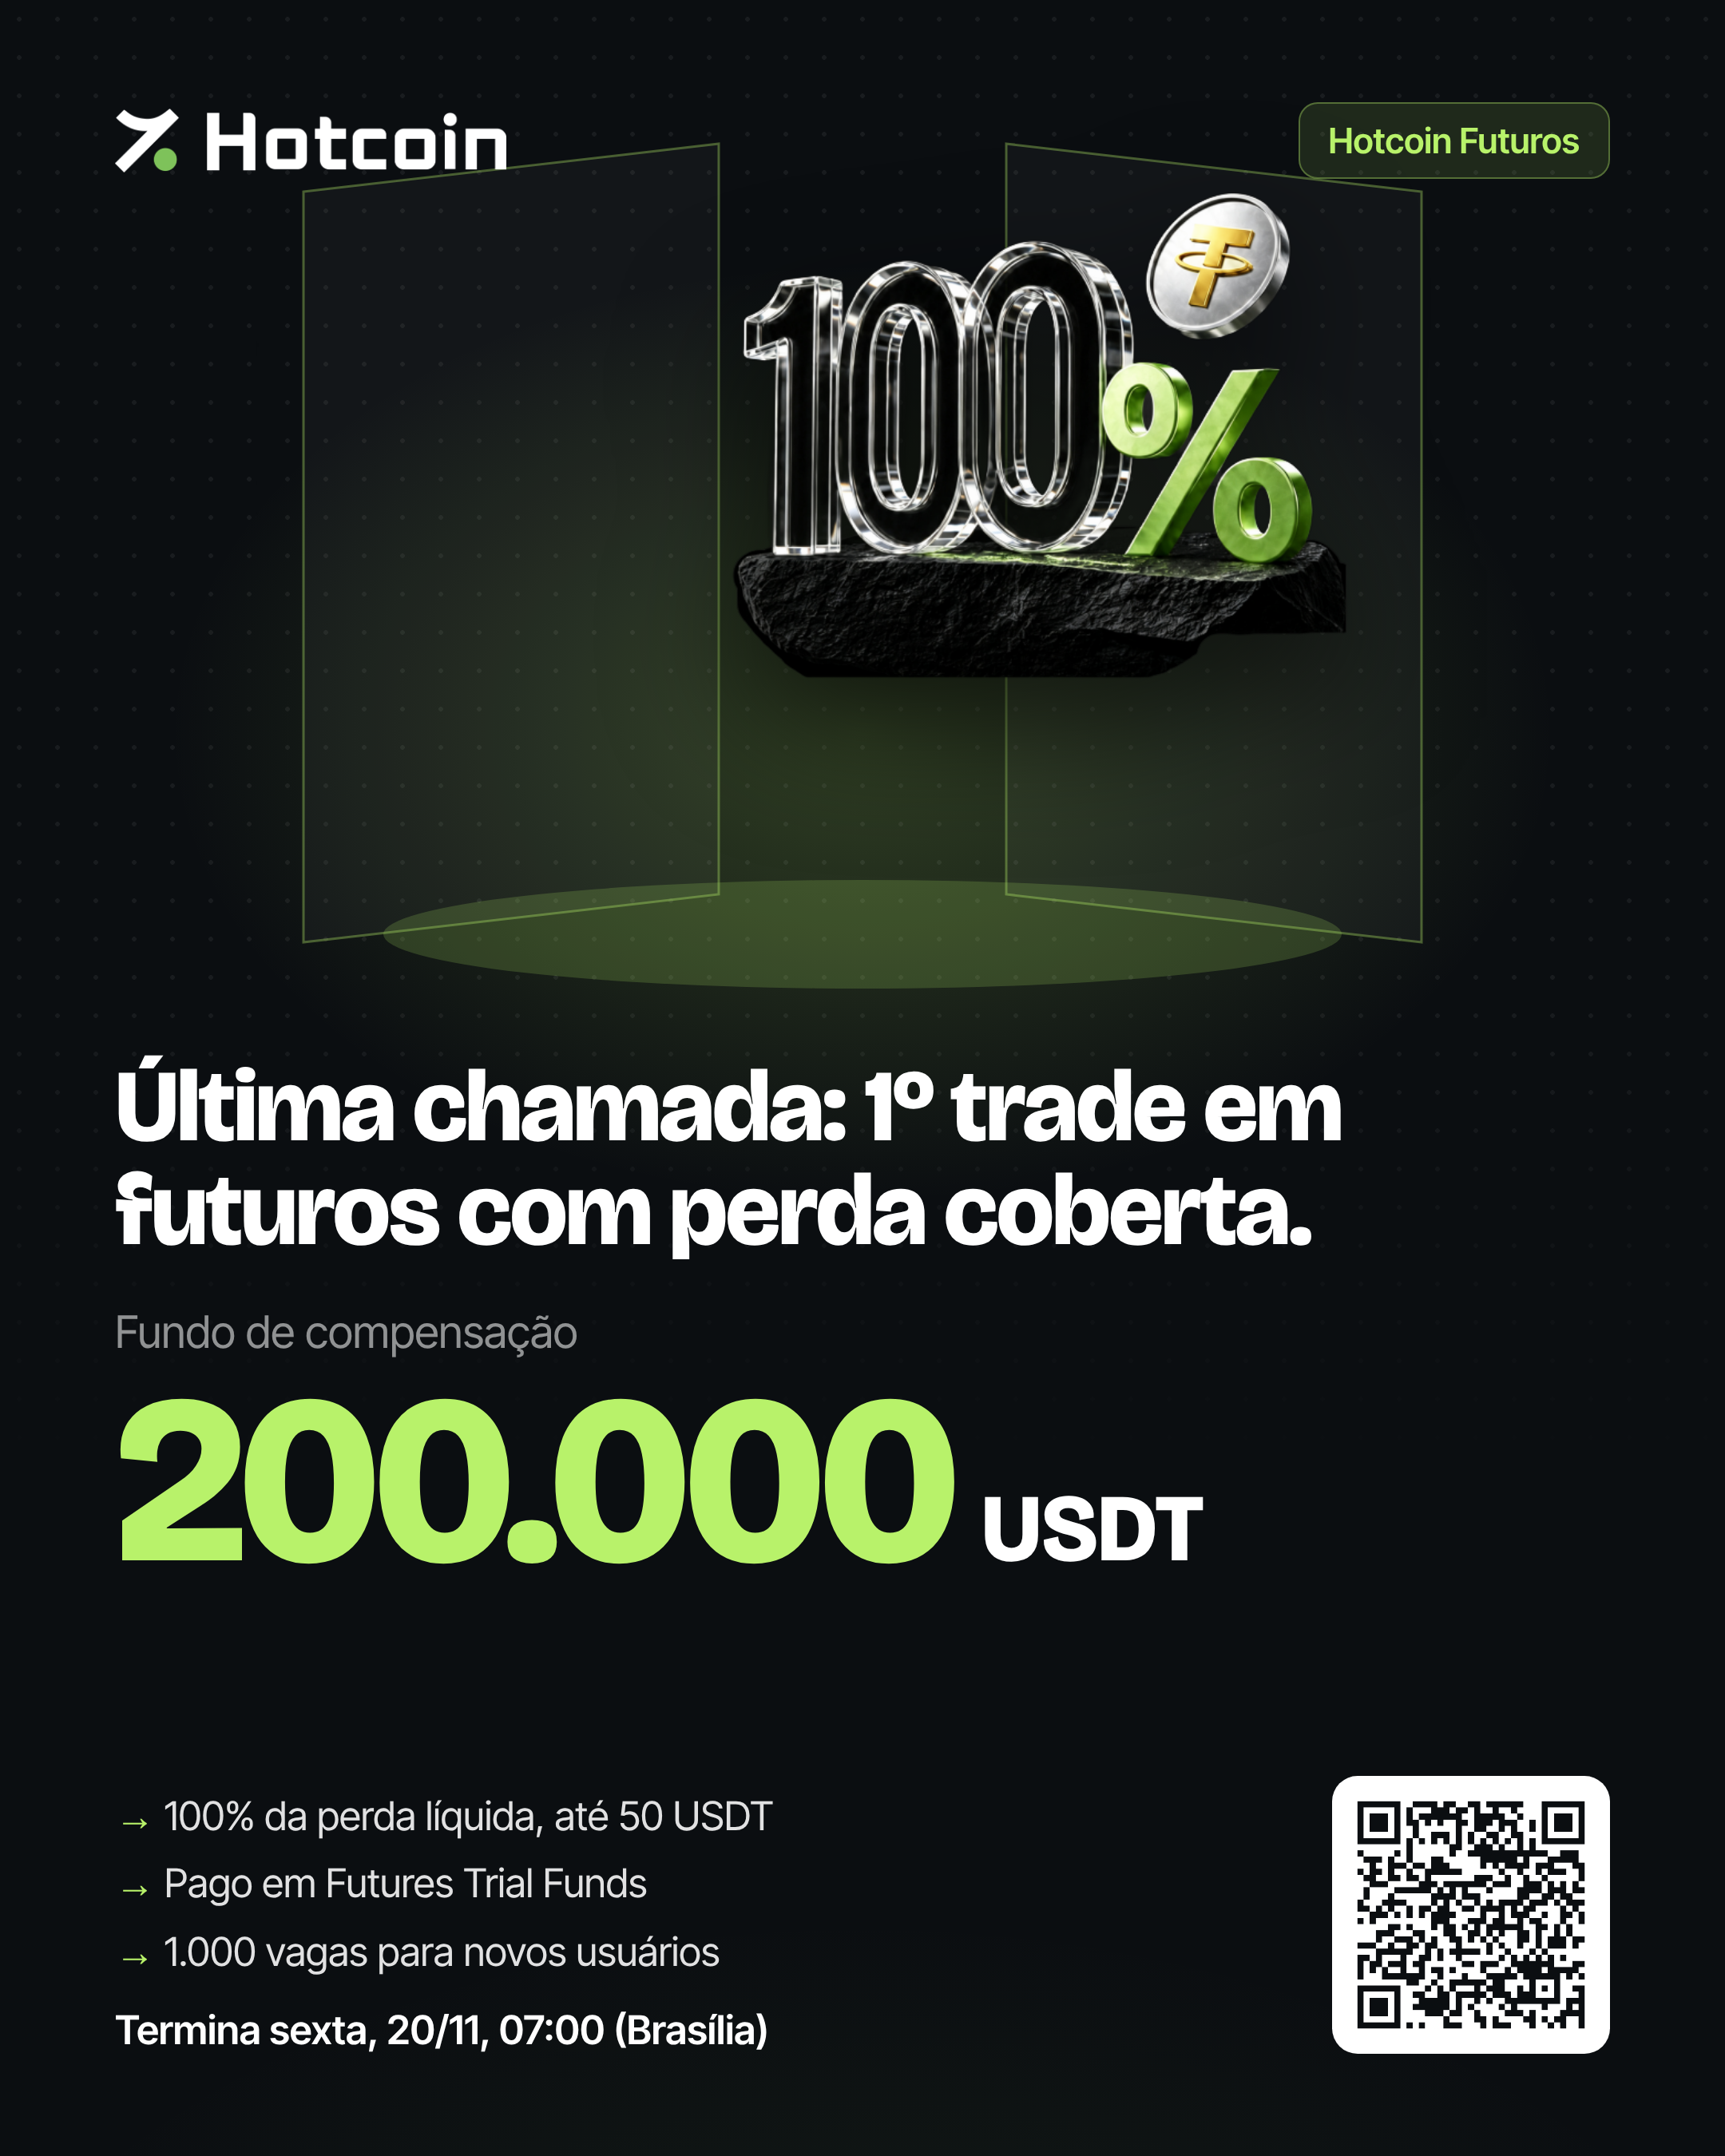 Hotcoin
Hotcoin Futuros
100%
Última chamada: 1º trade em
futuros com perda coberta.
Fundo de compensação
200.000 USDT
→ 100% da perda líquida, até 50 USDT
→ Pago em Futures Trial Funds
→ 1.000 vagas para novos usuários
Termina sexta, 20/11, 07:00 (Brasília)